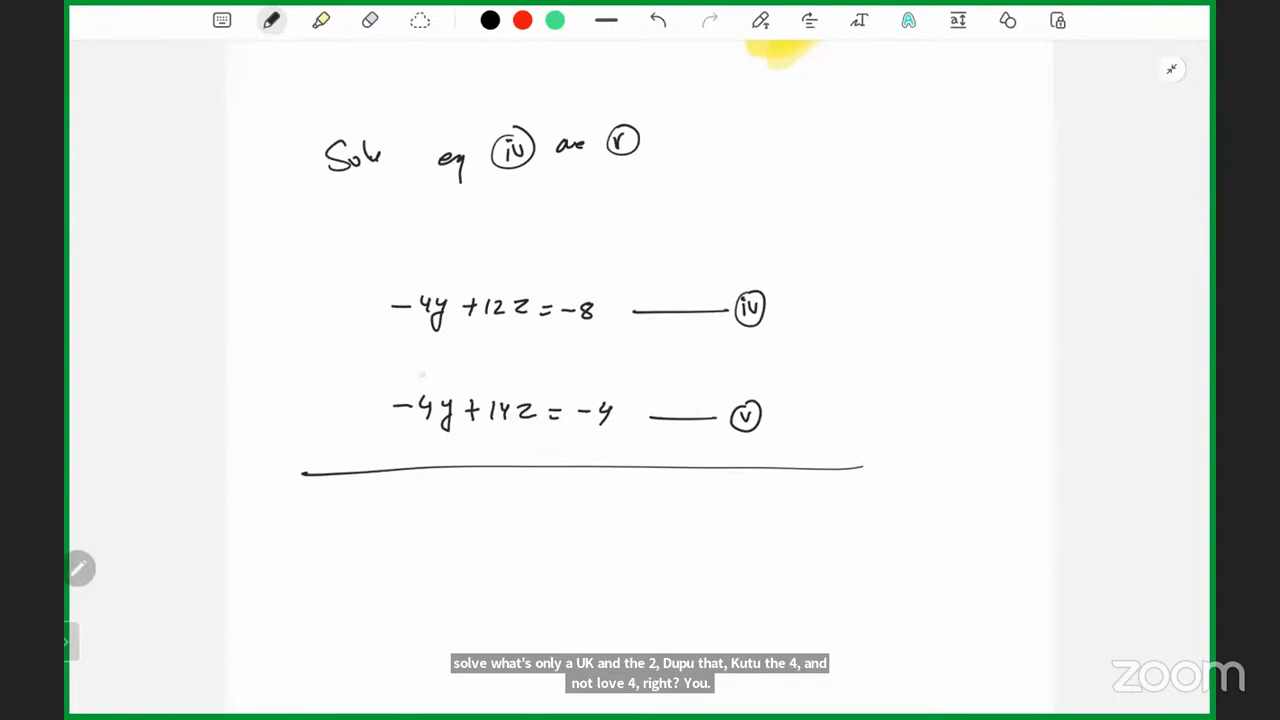 Solve eq (iv) and (v)
-4y + 12z = -8 ——— (iv)
-4y + 14z = -4 ——— (v)
solve what's only a UK and the 2, Dupu that, Kutu the 4, and
not love 4, right? You.
zoom